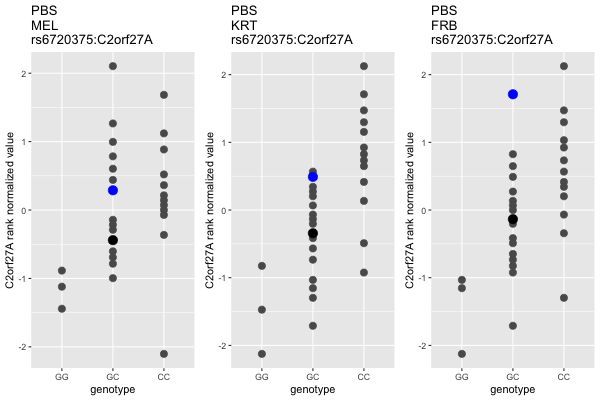 PBS
MEL
rs6720375:C2orf27A
C2orf27A rank normalized value
2
1
0
-1
-2
GG
GC
CC
genotype
PBS
KRT
rs6720375:C2orf27A
C2orf27A rank normalized value
2
1
0
-1
-2
GG
GC
CC
genotype
PBS
FRB
rs6720375:C2orf27A
C2orf27A rank normalized value
2
1
0
-1
-2
GG
GC
CC
genotype